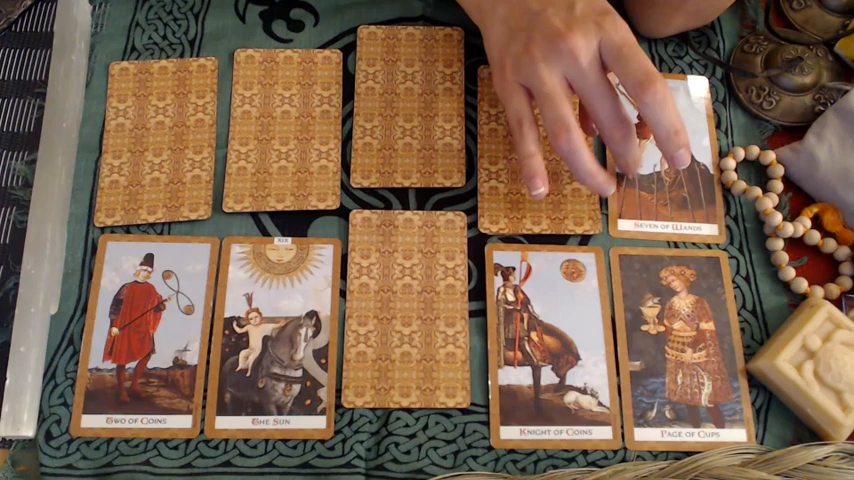 SEVEN OF WANDS
XIX
TWO OF COINS
THE SUN
KNIGHT OF COINS
PAGE OF CUPS